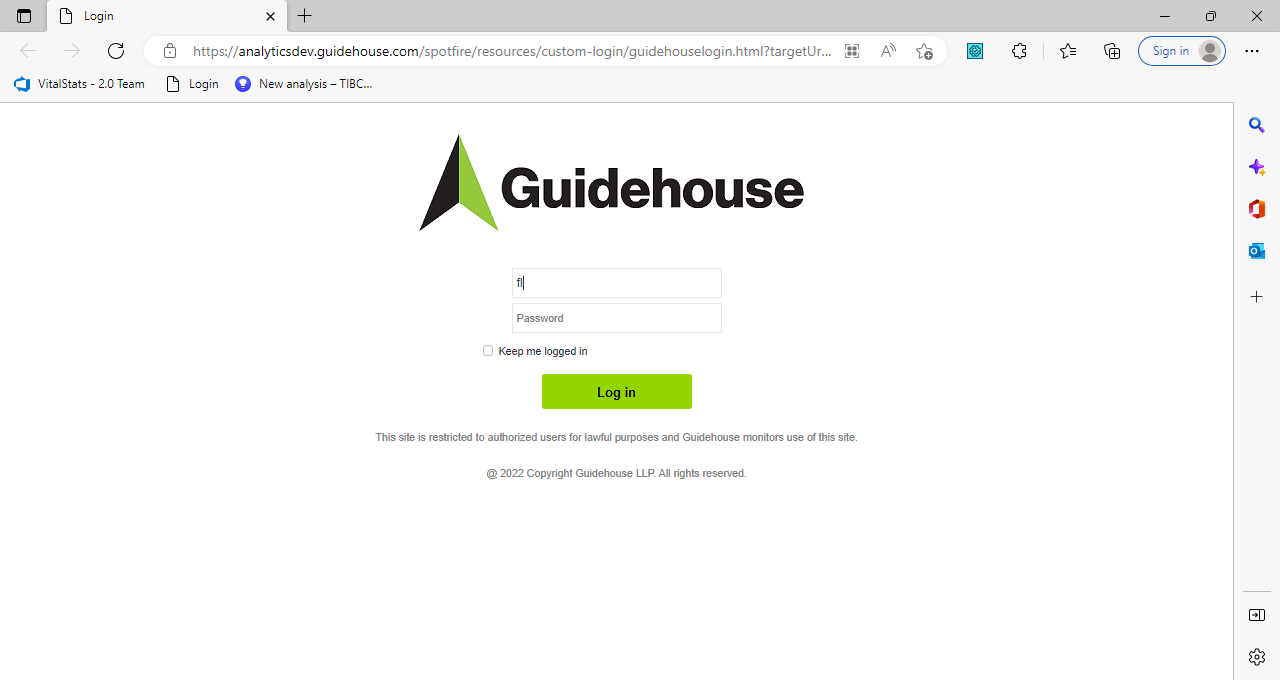 Login
https://analyticsdev.guidehouse.com/spotfire/resources/custom-login/guidehouselogin.html?targetUr...
Sign in
VitalStats - 2.0 Team
Login
New analysis – TIBC...
Guidehouse
fl
Password
Keep me logged in
Log in
This site is restricted to authorized users for lawful purposes and Guidehouse monitors use of this site.
@ 2022 Copyright Guidehouse LLP. All rights reserved.